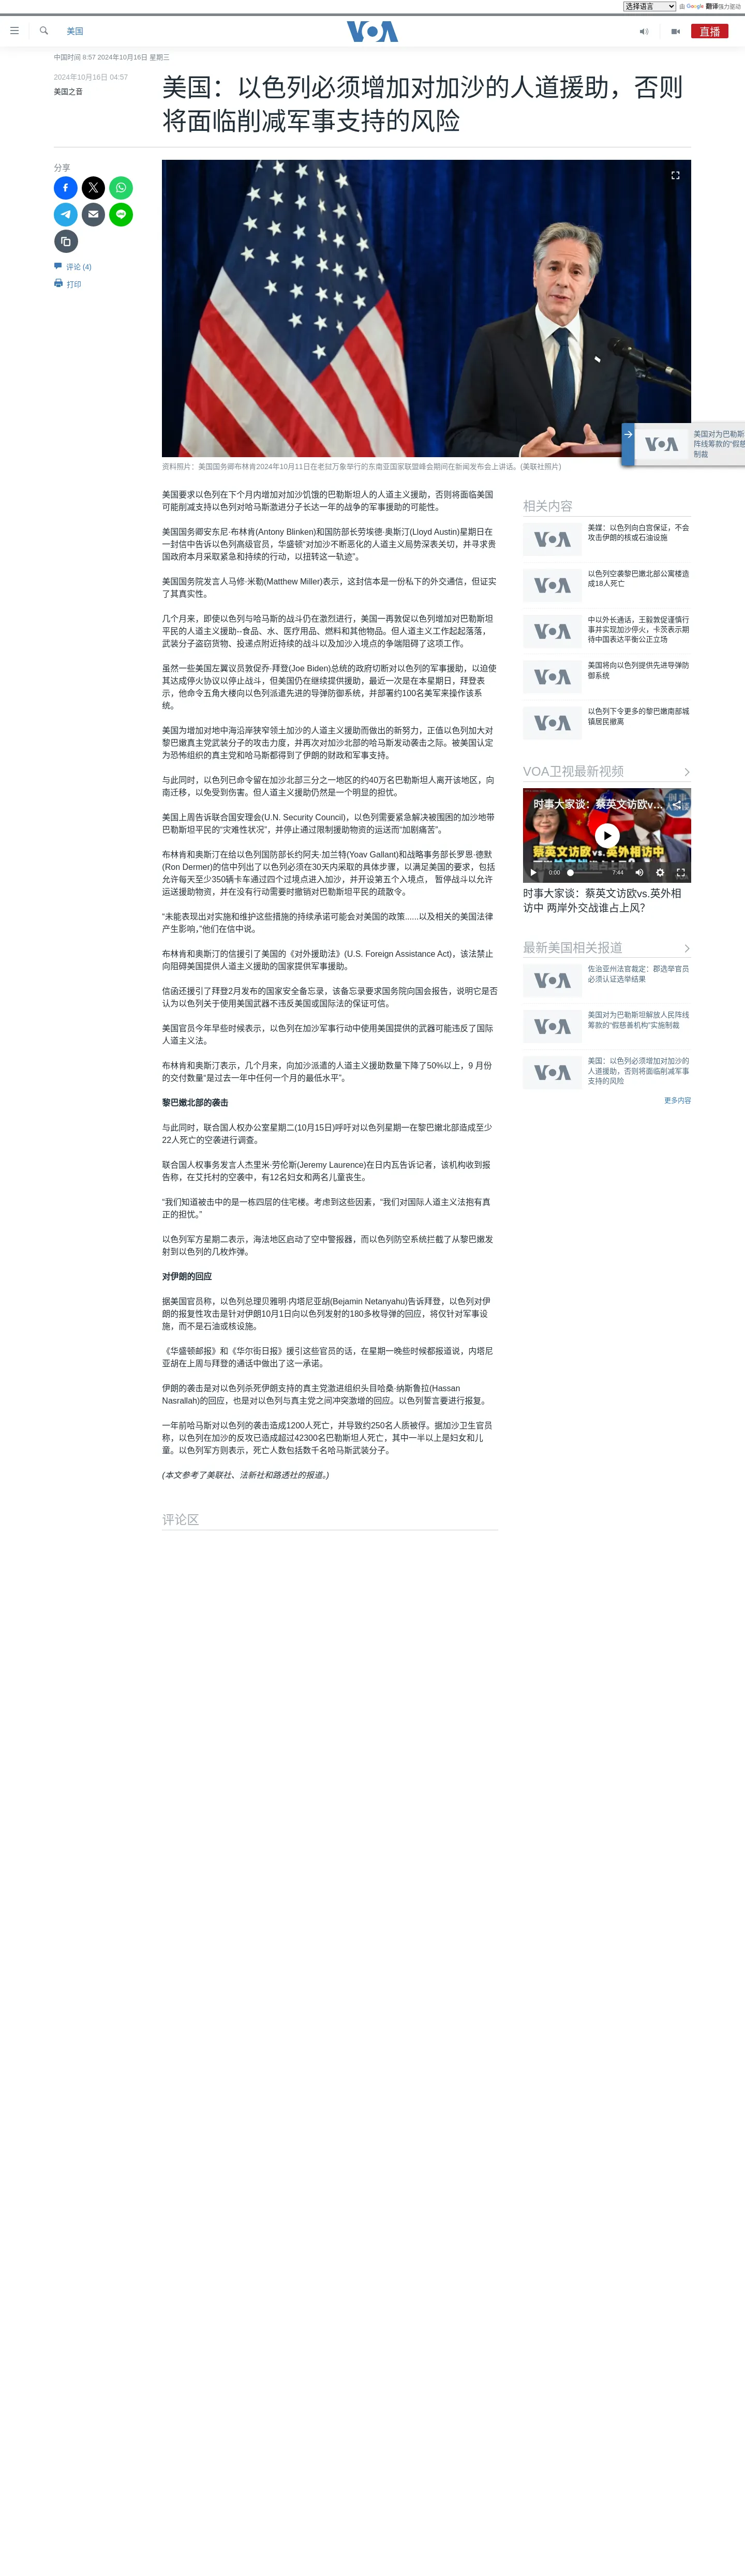 选择语言 由 Google 翻译强力驱动
美国
VOA
直播
中国时间 8:57 2024年10月16日 星期三
2024年10月16日 04:57
美国之音
美国：以色列必须增加对加沙的人道援助，否则
将面临削减军事支持的风险
分享
评论 (4)
打印
资料照片：美国国务卿布林肯2024年10月11日在老挝万象举行的东南亚国家联盟峰会期间在新闻发布会上讲话。(美联社照片)
VOA
美国对为巴勒斯
阵线筹款的“假慈
制裁
美国要求以色列在下个月内增加对加沙饥饿的巴勒斯坦人的人道主义援助，否则将面临美国
可能削减支持以色列对哈马斯激进分子长达一年的战争的军事援助的可能性。
美国国务卿安东尼·布林肯(Antony Blinken)和国防部长劳埃德·奥斯汀(Lloyd Austin)星期日在
一封信中告诉以色列高级官员，华盛顿“对加沙不断恶化的人道主义局势深表关切，并寻求贵
国政府本月采取紧急和持续的行动，以扭转这一轨迹”。
美国国务院发言人马修·米勒(Matthew Miller)表示，这封信本是一份私下的外交通信，但证实
了其真实性。
几个月来，即使以色列与哈马斯的战斗仍在激烈进行，美国一再敦促以色列增加对巴勒斯坦
平民的人道主义援助--食品、水、医疗用品、燃料和其他物品。但人道主义工作起起落落，
武装分子盗窃货物、投递点附近持续的战斗以及加沙入境点的争端阻碍了这项工作。
虽然一些美国左翼议员敦促乔·拜登(Joe Biden)总统的政府切断对以色列的军事援助，以迫使
其达成停火协议以停止战斗，但美国仍在继续提供援助，最近一次是在本星期日，拜登表
示，他命令五角大楼向以色列派遣先进的导弹防御系统，并部署约100名美军来操作该系
统。
美国为增加对地中海沿岸狭窄领土加沙的人道主义援助而做出的新努力，正值以色列加大对
黎巴嫩真主党武装分子的攻击力度，并再次对加沙北部的哈马斯发动袭击之际。被美国认定
为恐怖组织的真主党和哈马斯都得到了伊朗的财政和军事支持。
与此同时，以色列已命令留在加沙北部三分之一地区的约40万名巴勒斯坦人离开该地区，向
南迁移，以免受到伤害。但人道主义援助仍然是一个明显的担忧。
美国上周告诉联合国安理会(U.N. Security Council)，以色列需要紧急解决被围困的加沙地带
巴勒斯坦平民的“灾难性状况”，并停止通过限制援助物资的运送而“加剧痛苦”。
布林肯和奥斯汀在给以色列国防部长约阿夫·加兰特(Yoav Gallant)和战略事务部长罗恩·德默
(Ron Dermer)的信中列出了以色列必须在30天内采取的具体步骤，以满足美国的要求，包括
允许每天至少350辆卡车通过四个过境点进入加沙，并开设第五个入境点， 暂停战斗以允许
运送援助物资，并在没有行动需要时撤销对巴勒斯坦平民的疏散令。
“未能表现出对实施和维护这些措施的持续承诺可能会对美国的政策......以及相关的美国法律
产生影响，”他们在信中说。
布林肯和奥斯汀的信援引了美国的《对外援助法》(U.S. Foreign Assistance Act)，该法禁止
向阻碍美国提供人道主义援助的国家提供军事援助。
信函还援引了拜登2月发布的国家安全备忘录，该备忘录要求国务院向国会报告，说明它是否
认为以色列关于使用美国武器不违反美国或国际法的保证可信。
美国官员今年早些时候表示，以色列在加沙军事行动中使用美国提供的武器可能违反了国际
人道主义法。
布林肯和奥斯汀表示，几个月来，向加沙派遣的人道主义援助数量下降了50%以上，9 月份
的交付数量“是过去一年中任何一个月的最低水平”。
黎巴嫩北部的袭击
与此同时，联合国人权办公室星期二(10月15日)呼吁对以色列星期一在黎巴嫩北部造成至少
22人死亡的空袭进行调查。
联合国人权事务发言人杰里米·劳伦斯(Jeremy Laurence)在日内瓦告诉记者，该机构收到报
告称，在艾托村的空袭中，有12名妇女和两名儿童丧生。
“我们知道被击中的是一栋四层的住宅楼。考虑到这些因素，“我们对国际人道主义法抱有真
正的担忧。”
以色列军方星期二表示，海法地区启动了空中警报器，而以色列防空系统拦截了从黎巴嫩发
射到以色列的几枚炸弹。
对伊朗的回应
据美国官员称，以色列总理贝雅明·内塔尼亚胡(Bejamin Netanyahu)告诉拜登，以色列对伊
朗的报复性攻击是针对伊朗10月1日向以色列发射的180多枚导弹的回应，将仅针对军事设
施，而不是石油或核设施。
《华盛顿邮报》和《华尔街日报》援引这些官员的话，在星期一晚些时候都报道说，内塔尼
亚胡在上周与拜登的通话中做出了这一承诺。
伊朗的袭击是对以色列杀死伊朗支持的真主党激进组织头目哈桑·纳斯鲁拉(Hassan
Nasrallah)的回应，也是对以色列与真主党之间冲突激增的回应。以色列誓言要进行报复。
一年前哈马斯对以色列的袭击造成1200人死亡，并导致约250名人质被俘。据加沙卫生官员
称，以色列在加沙的反攻已造成超过42300名巴勒斯坦人死亡，其中一半以上是妇女和儿
童。以色列军方则表示，死亡人数包括数千名哈马斯武装分子。
(本文参考了美联社、法新社和路透社的报道。)
评论区
相关内容
VOA
美媒：以色列向白宫保证，不会
攻击伊朗的核或石油设施
VOA
以色列空袭黎巴嫩北部公寓楼造
成18人死亡
VOA
中以外长通话，王毅敦促谨慎行
事并实现加沙停火，卡茨表示期
待中国表达平衡公正立场
VOA
美国将向以色列提供先进导弹防
御系统
VOA
以色列下令更多的黎巴嫩南部城
镇居民撤离
VOA卫视最新视频
时事大家谈：蔡英文访欧v...
蔡英文访欧 vs. 英外相访中
0:00 7:44
时事大家谈：蔡英文访欧vs.英外相
访中 两岸外交战谁占上风？
最新美国相关报道
VOA
佐治亚州法官裁定：郡选举官员
必须认证选举结果
VOA
美国对为巴勒斯坦解放人民阵线
筹款的“假慈善机构”实施制裁
VOA
美国：以色列必须增加对加沙的
人道援助，否则将面临削减军事
支持的风险
更多内容